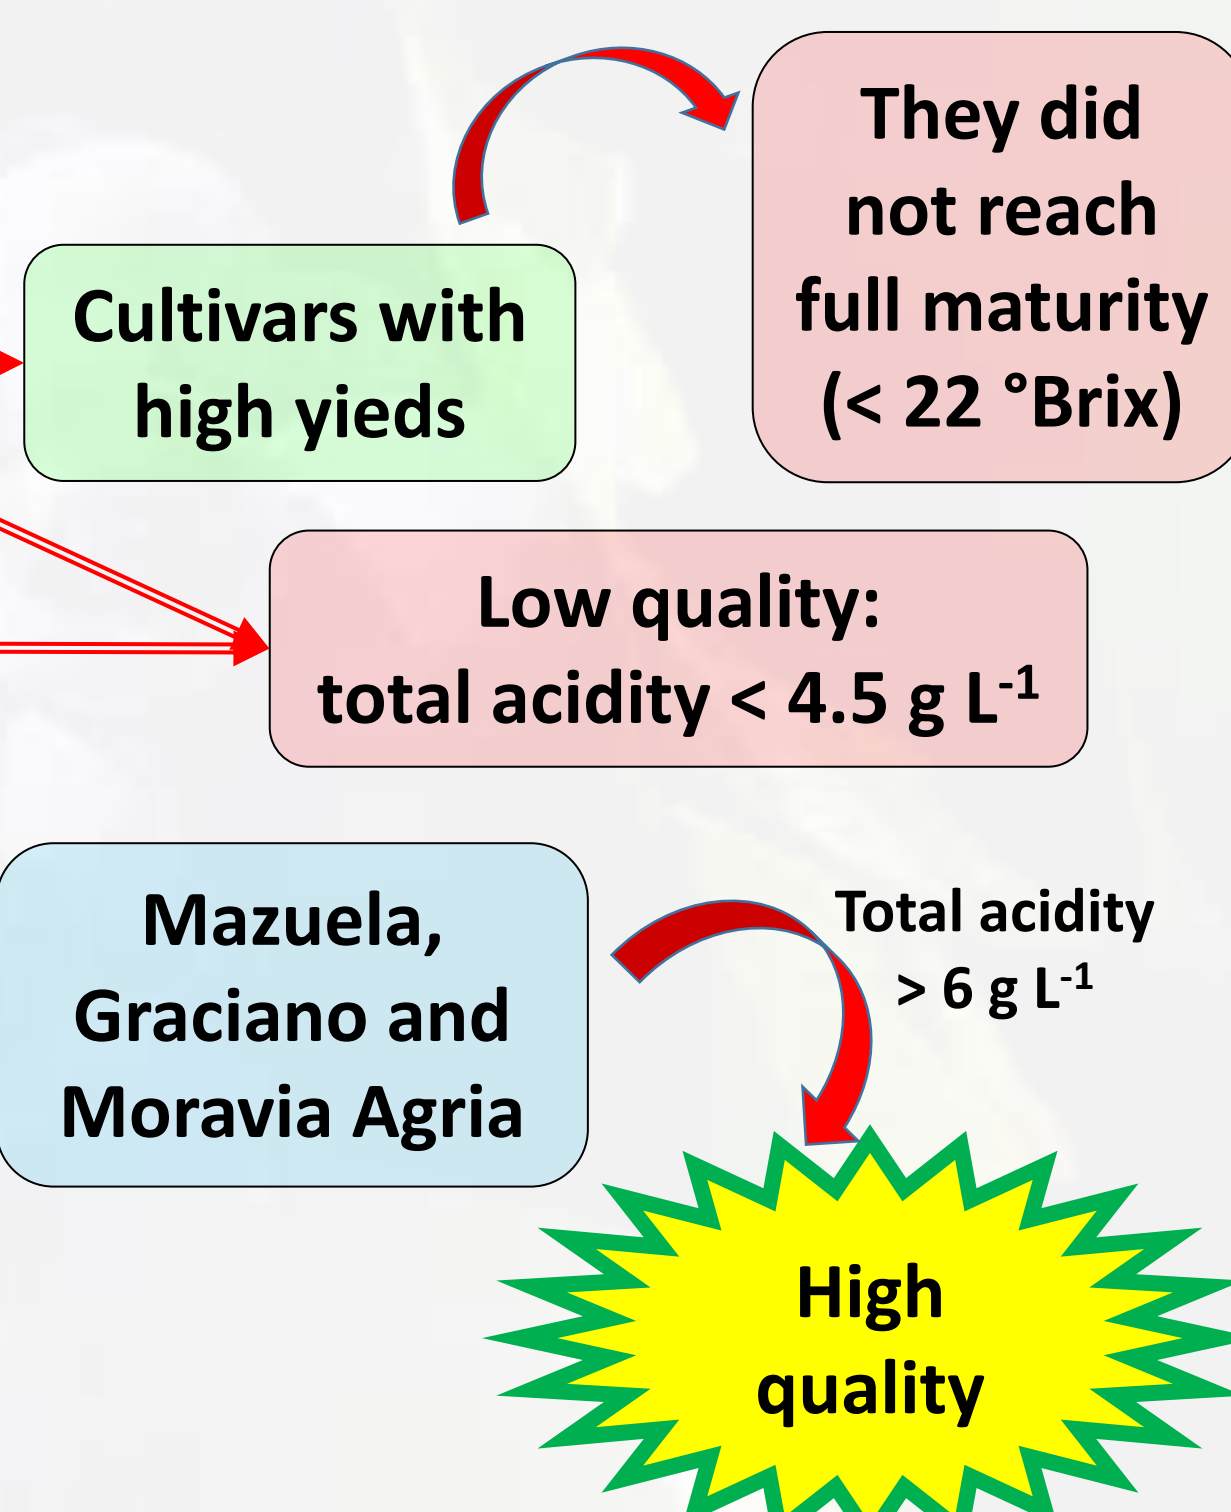 They did
not reach
full maturity
(< 22 °Brix)
Cultivars with
high yieds
Low quality:
total acidity < 4.5 g L⁻¹
Mazuela,
Graciano and
Moravia Agria
Total acidity
> 6 g L⁻¹
High
quality